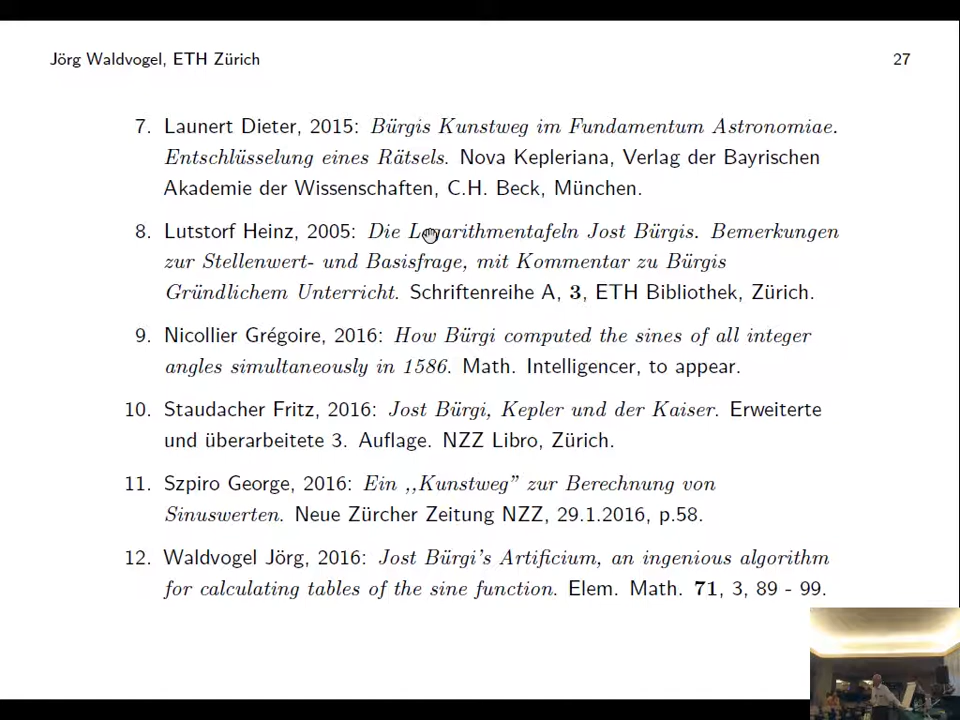 Jörg Waldvogel, ETH Zürich 27
7. Launert Dieter, 2015: Bürgis Kunstweg im Fundamentum Astronomiae.
Entschlüsselung eines Rätsels. Nova Kepleriana, Verlag der Bayrischen
Akademie der Wissenschaften, C.H. Beck, München.
8. Lutstorf Heinz, 2005: Die Logarithmentafeln Jost Bürgis. Bemerkungen
zur Stellenwert- und Basisfrage, mit Kommentar zu Bürgis
Gründlichem Unterricht. Schriftenreihe A, 3, ETH Bibliothek, Zürich.
9. Nicollier Grégoire, 2016: How Bürgi computed the sines of all integer
angles simultaneously in 1586. Math. Intelligencer, to appear.
10. Staudacher Fritz, 2016: Jost Bürgi, Kepler und der Kaiser. Erweiterte
und überarbeitete 3. Auflage. NZZ Libro, Zürich.
11. Szpiro George, 2016: Ein ,,Kunstweg" zur Berechnung von
Sinuswerten. Neue Zürcher Zeitung NZZ, 29.1.2016, p.58.
12. Waldvogel Jörg, 2016: Jost Bürgi's Artificium, an ingenious algorithm
for calculating tables of the sine function. Elem. Math. 71, 3, 89 - 99.